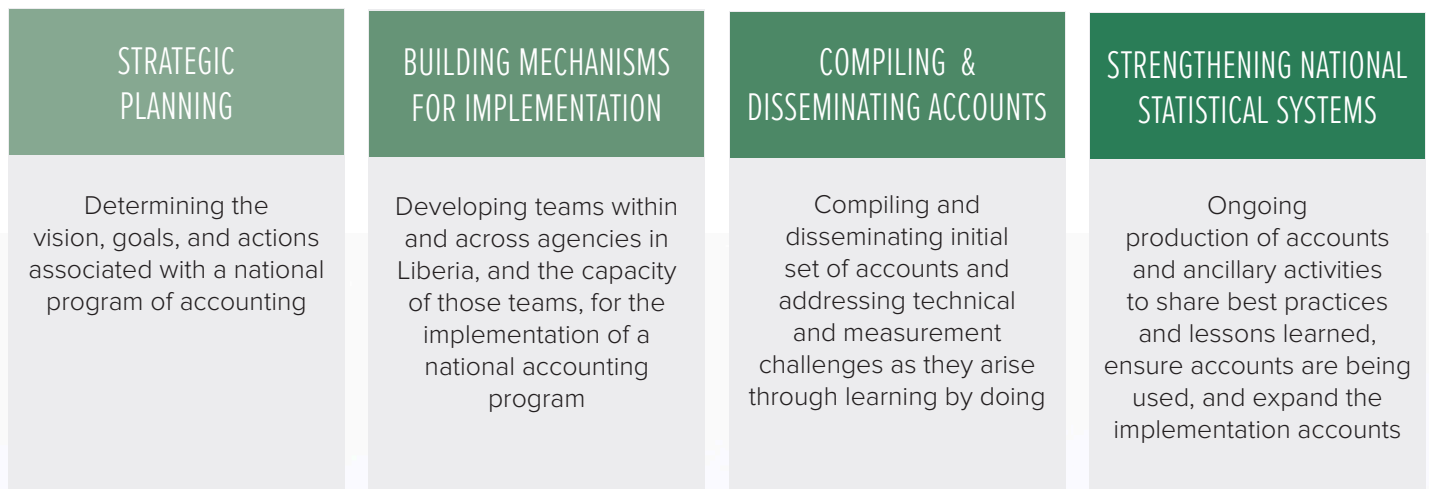 STRATEGIC
PLANNING
Determining the
vision, goals, and actions
associated with a national
program of accounting
BUILDING MECHANISMS
FOR IMPLEMENTATION
Developing teams within
and across agencies in
Liberia, and the capacity
of those teams, for the
implementation of a
national accounting
program
COMPILING &
DISSEMINATING ACCOUNTS
Compiling and
disseminating initial
set of accounts and
addressing technical
and measurement
challenges as they arise
through learning by doing
STRENGTHENING NATIONAL
STATISTICAL SYSTEMS
Ongoing
production of accounts
and ancillary activities
to share best practices
and lessons learned,
ensure accounts are being
used, and expand the
implementation accounts